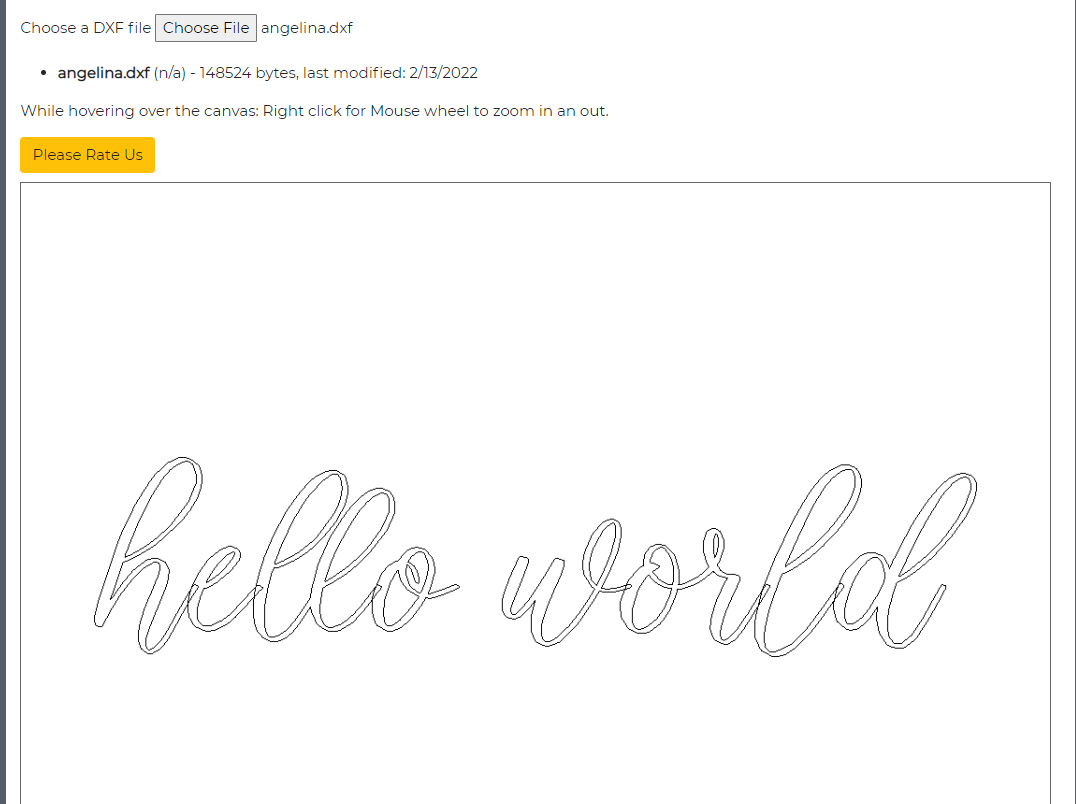 Choose a DXF file Choose File angelina.dxf
• angelina.dxf (n/a) - 148524 bytes, last modified: 2/13/2022
While hovering over the canvas: Right click for Mouse wheel to zoom in an out.
Please Rate Us
hello world